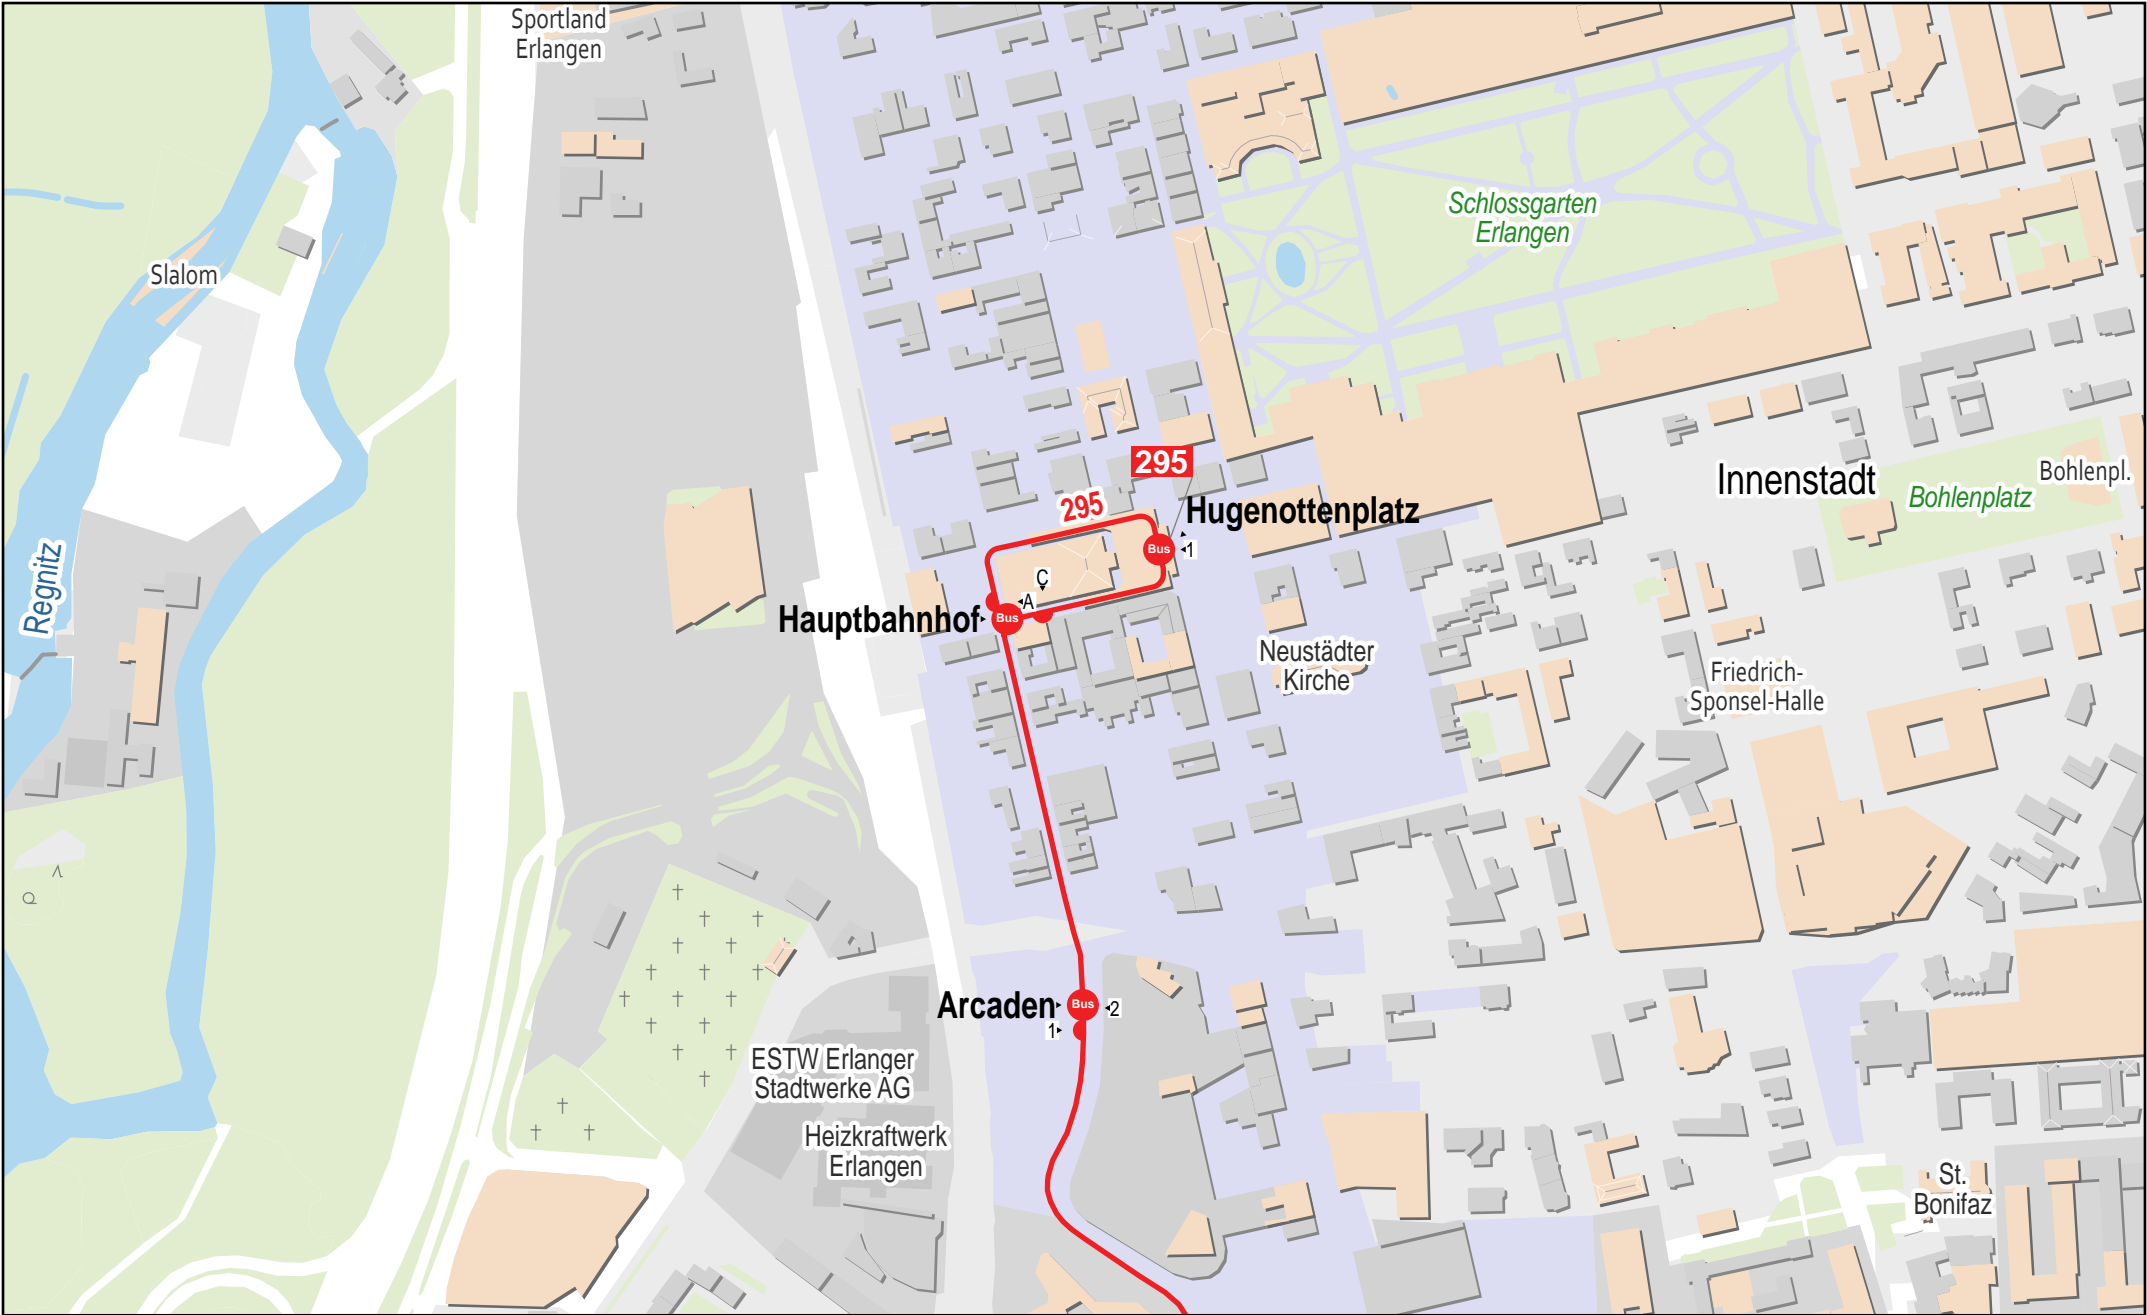 Sportland
Erlangen
Schlossgarten
Erlangen
Slalom
295
295
Hugenottenplatz
Bus
1
Innenstadt
Bohlenplatz
Bohlenpl.
Regnitz
C
A
Hauptbahnhof
Bus
Neustädter
Kirche
Friedrich-
Sponsel-Halle
Arcaden
Bus
2
1
ESTW Erlanger
Stadtwerke AG
Heizkraftwerk
Erlangen
St.
Bonifaz